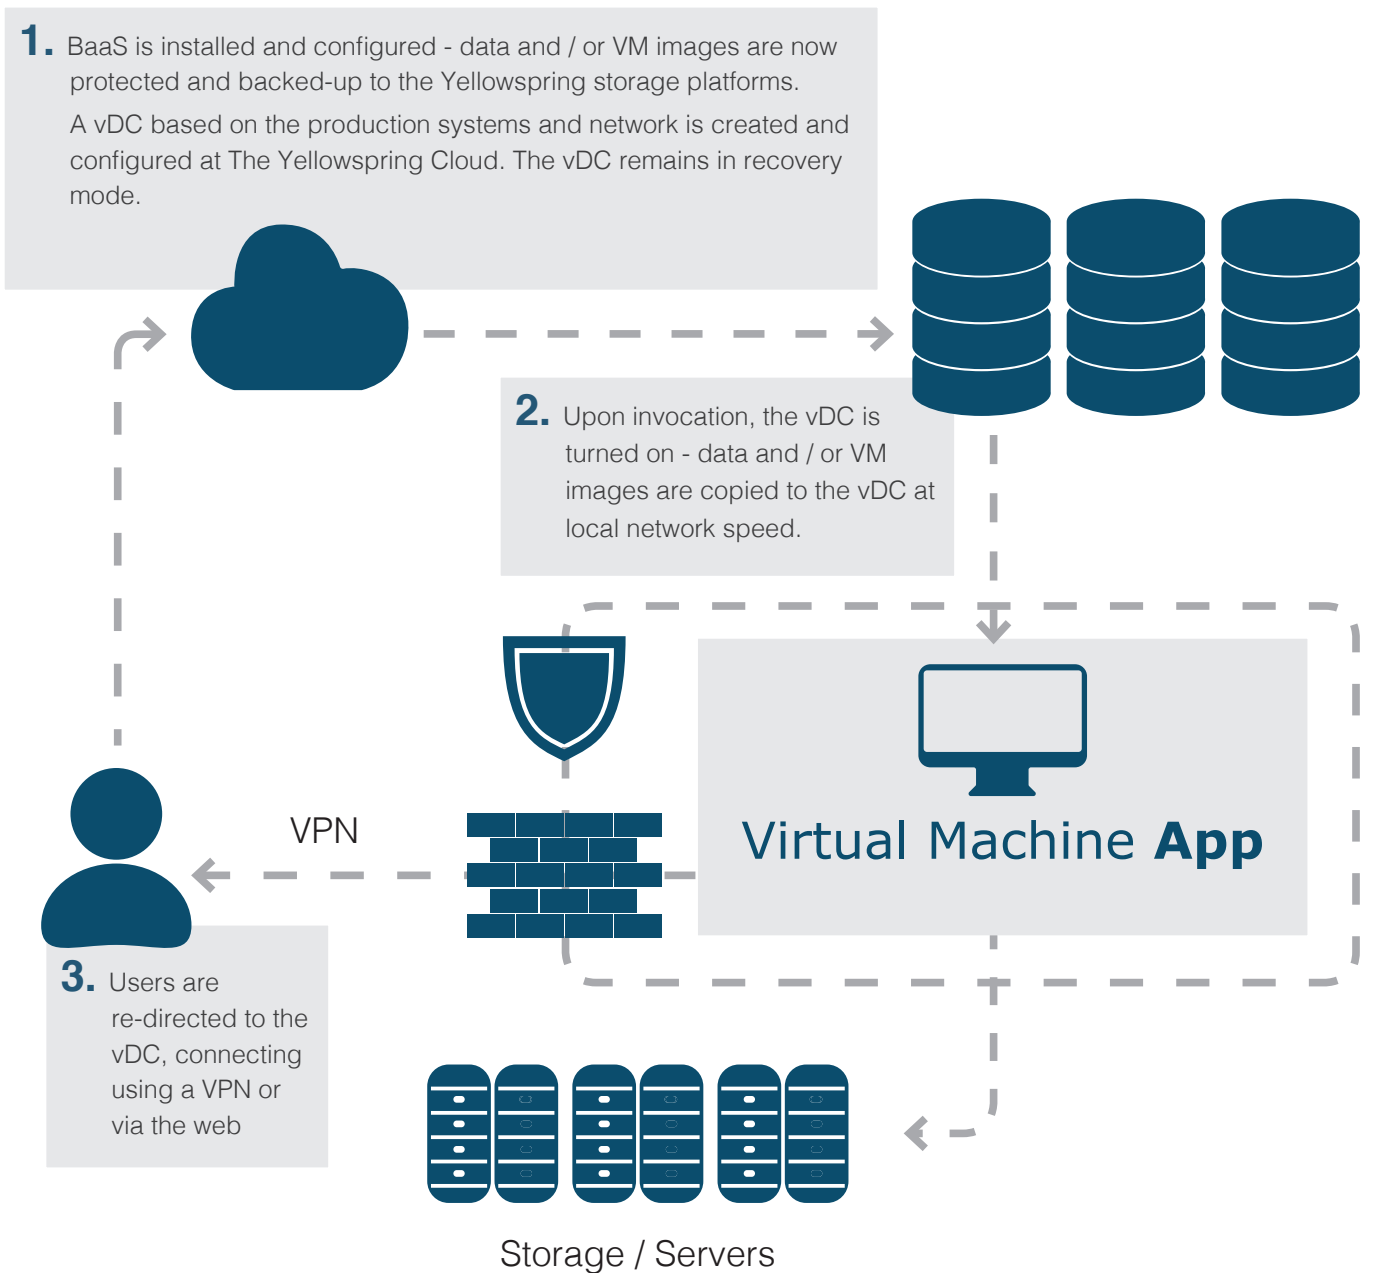 1. BaaS is installed and configured - data and / or VM images are now
protected and backed-up to the Yellowspring storage platforms.
A vDC based on the production systems and network is created and
configured at The Yellowspring Cloud. The vDC remains in recovery
mode.
2. Upon invocation, the vDC is
turned on - data and / or VM
images are copied to the vDC at
local network speed.
VPN
Virtual Machine App
3. Users are
re-directed to the
vDC, connecting
using a VPN or
via the web
Storage / Servers